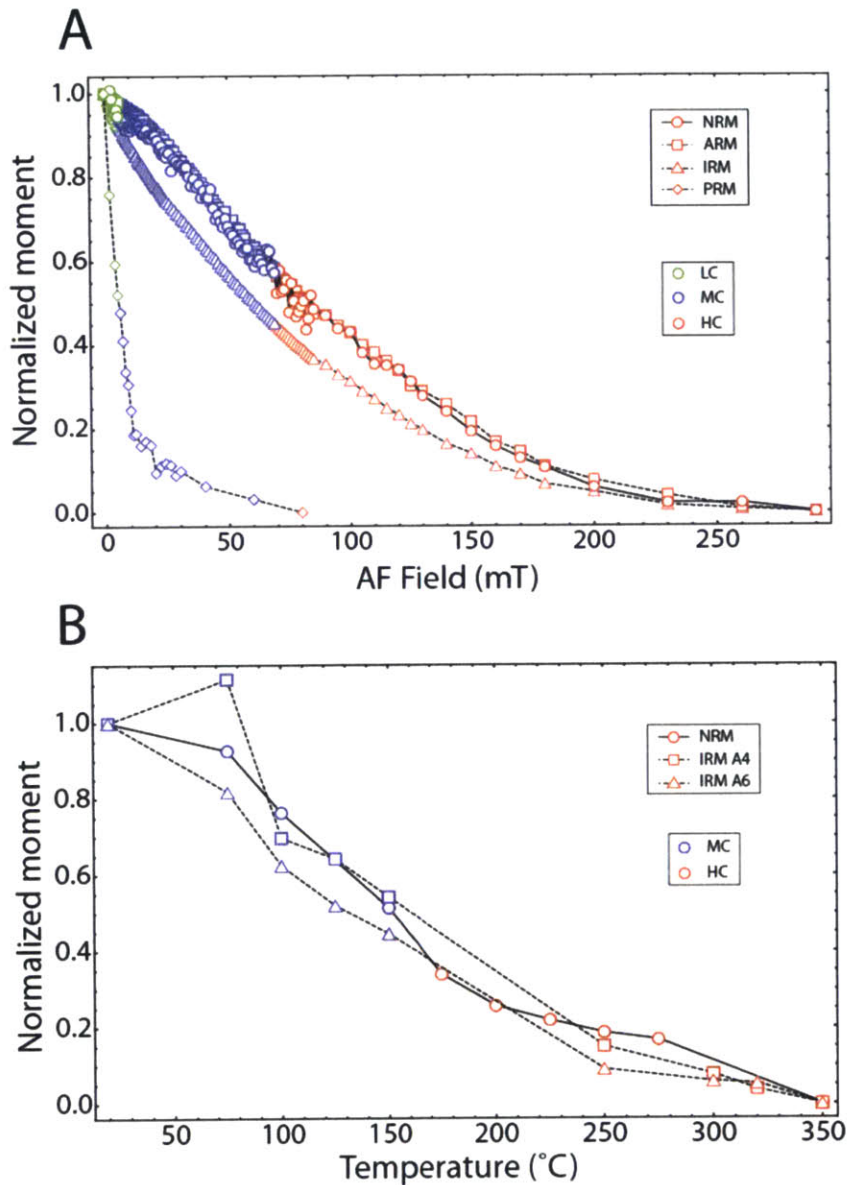 A
Normalized moment
1.0
0.8
0.6
0.4
0.2
0.0
NRM
ARM
IRM
PRM
LC
MC
HC
0 50 100 150 200 250
AF Field (mT)
B
Normalized moment
1.0
0.8
0.6
0.4
0.2
0.0
NRM
IRM A4
IRM A6
MC
HC
50 100 150 200 250 300 350
Temperature (˚C)